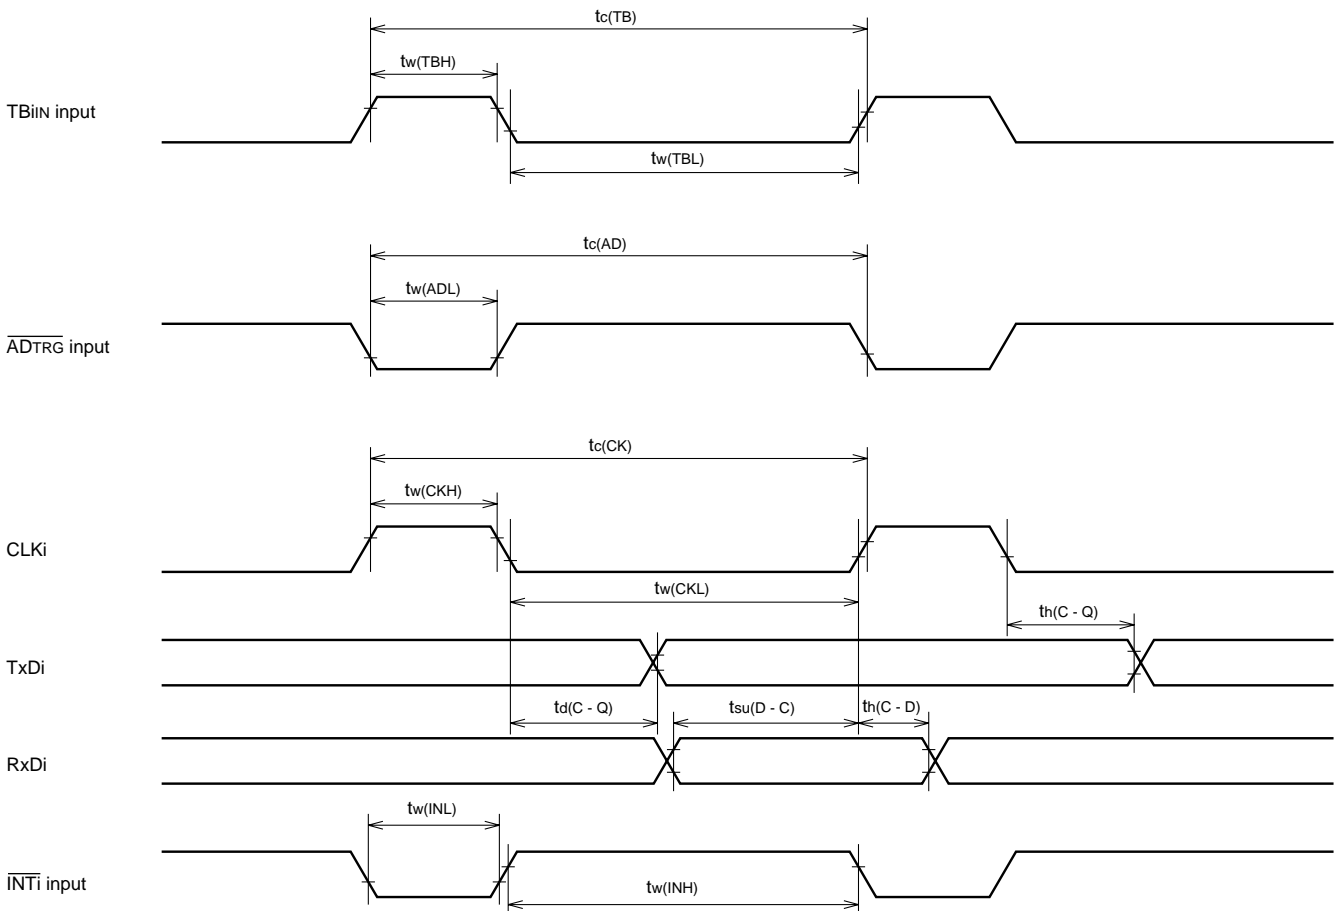 tc(TB)
tw(TBH)
TBiIN input
tw(TBL)
tc(AD)
tw(ADL)
ADTRG input
tc(CK)
tw(CKH)
CLKi
tw(CKL)
th(C - Q)
TxDi
td(C - Q)
tsu(D - C)
th(C - D)
RxDi
tw(INL)
INTi input
tw(INH)